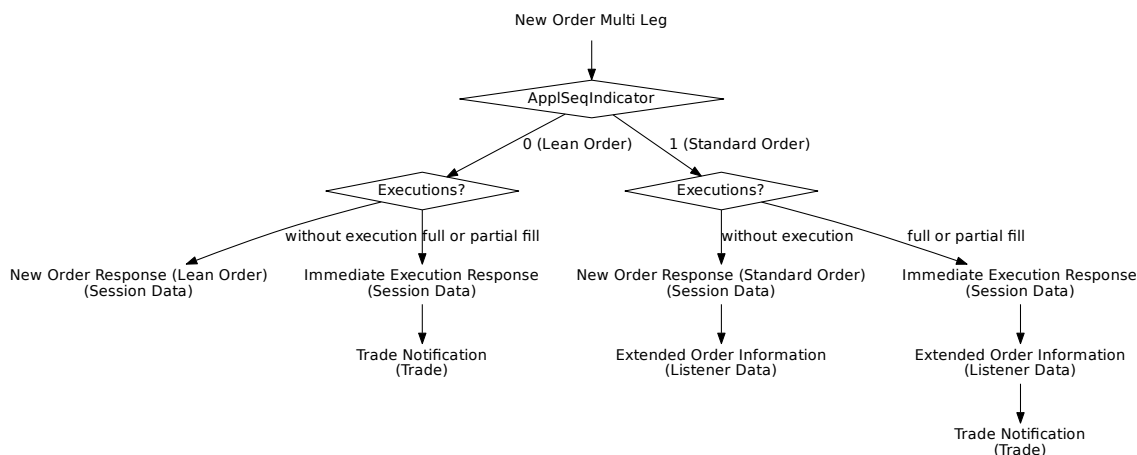 New Order Multi Leg
ApplSeqIndicator
0 (Lean Order)
1 (Standard Order)
Executions?
Executions?
without execution
full or partial fill
without execution
full or partial fill
New Order Response (Lean Order)
(Session Data)
Immediate Execution Response
(Session Data)
New Order Response (Standard Order)
(Session Data)
Immediate Execution Response
(Session Data)
Trade Notification
(Trade)
Extended Order Information
(Listener Data)
Extended Order Information
(Listener Data)
Trade Notification
(Trade)